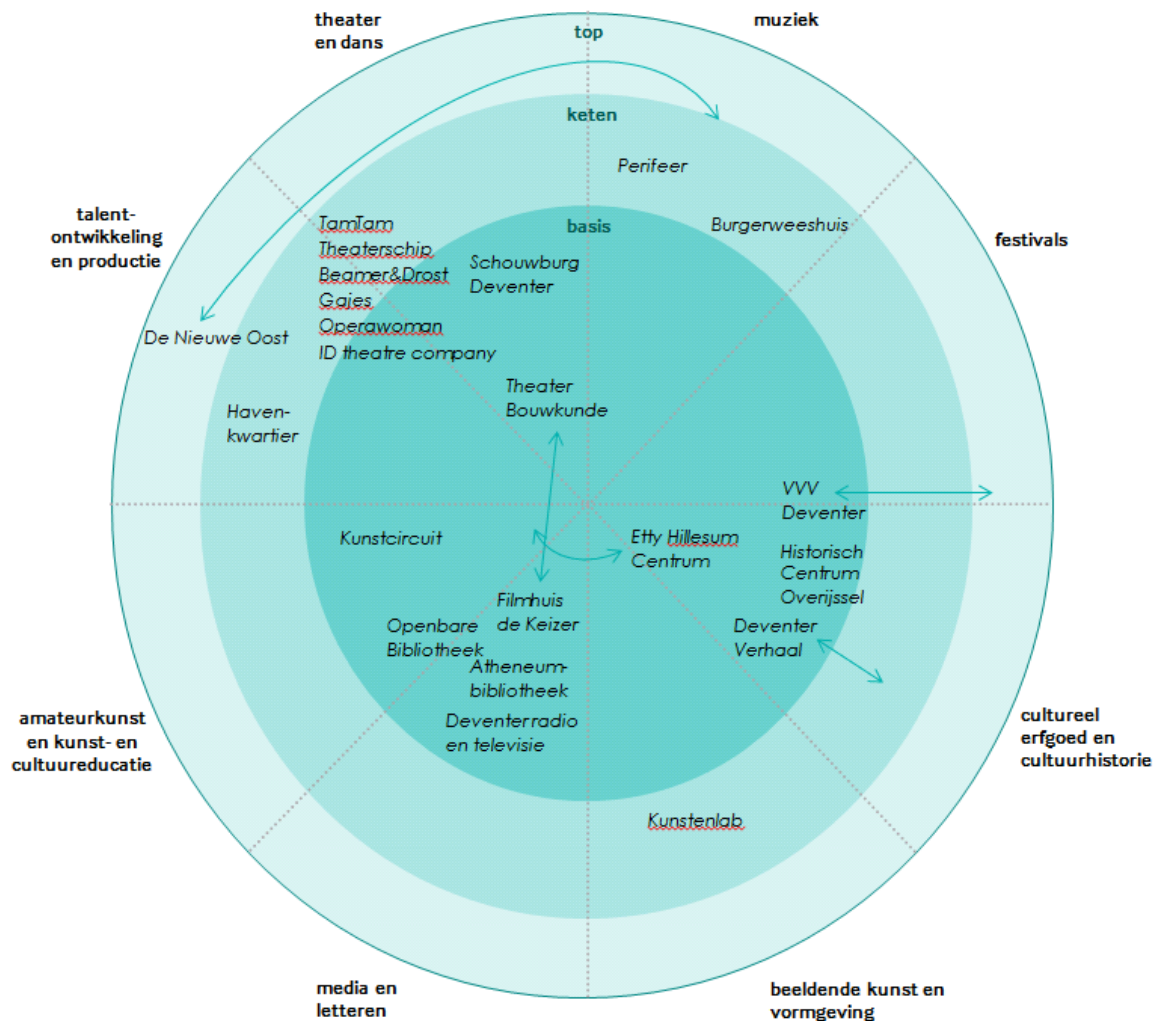 theater
en dans
muziek
top
keten
Perifeer
talent-
ontwikkeling
en productie
TamTam
Theaterschip
Beamer&Drost
Gajes
Operawoman
ID theatre company
basis
Burgerweeshuis
festivals
Schouwburg
Deventer
De Nieuwe Oost
Theater
Bouwkunde
Haven-
kwartier
VVV
Deventer
Kunstcircuit
Etty Hillesum
Centrum
Historisch
Centrum
Overijssel
Filmhuis
de Keizer
Openbare
Bibliotheek
Deventer
Verhaal
Atheneum-
bibliotheek
Deventerradio
en televisie
amateurkunst
en kunst- en
cultuureducatie
cultureel
erfgoed en
cultuurhistorie
Kunstenlab
media en
letteren
beeldende kunst en
vormgeving